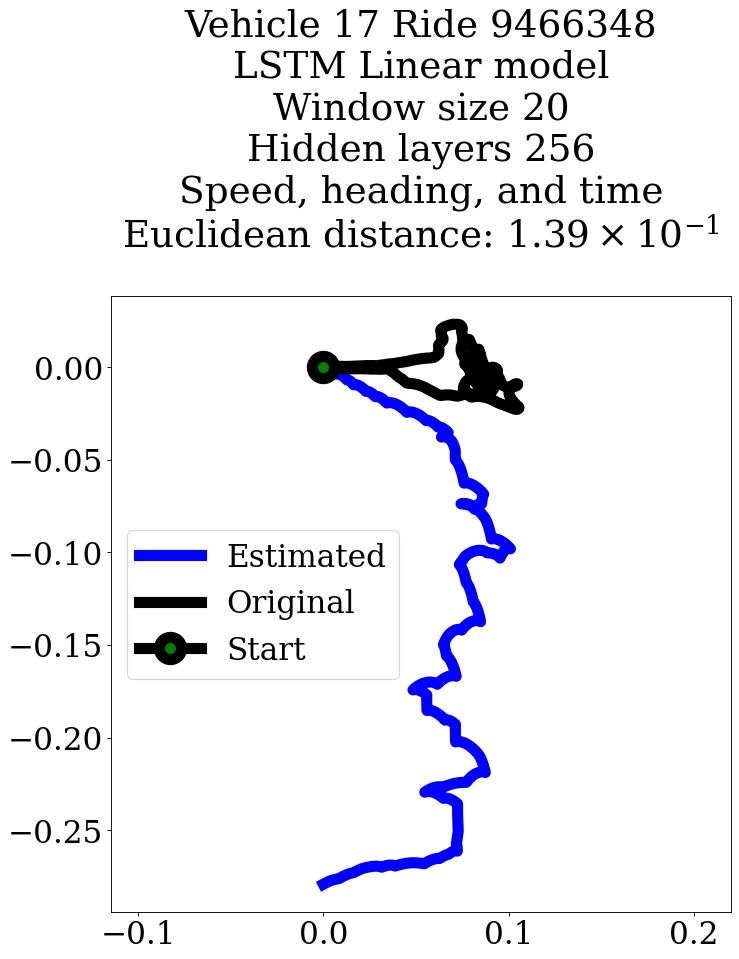 Vehicle 17 Ride 9466348
LSTM Linear model
Window size 20
Hidden layers 256
Speed, heading, and time
Euclidean distance: 1.39 × 10⁻¹
0.00
−0.05
−0.10
−0.15
−0.20
−0.25
Estimated
Original
Start
−0.1
0.0
0.1
0.2